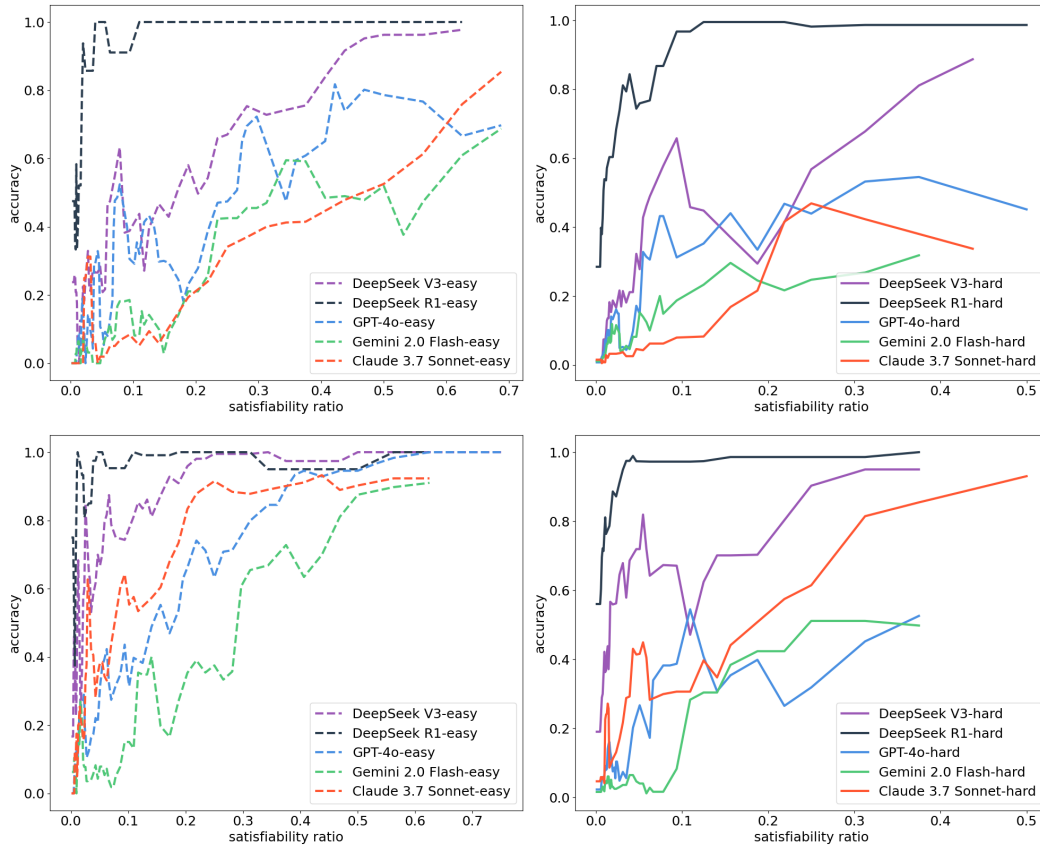 1.0
0.8
0.6
0.4
0.2
0.0
accuracy
0.0 0.1 0.2 0.3 0.4 0.5 0.6 0.7
satisfiability ratio
DeepSeek V3-easy
DeepSeek R1-easy
GPT-4o-easy
Gemini 2.0 Flash-easy
Claude 3.7 Sonnet-easy
1.0
0.8
0.6
0.4
0.2
0.0
accuracy
0.0 0.1 0.2 0.3 0.4 0.5
satisfiability ratio
DeepSeek V3-hard
DeepSeek R1-hard
GPT-4o-hard
Gemini 2.0 Flash-hard
Claude 3.7 Sonnet-hard
1.0
0.8
0.6
0.4
0.2
0.0
accuracy
0.0 0.1 0.2 0.3 0.4 0.5 0.6 0.7
satisfiability ratio
DeepSeek V3-easy
DeepSeek R1-easy
GPT-4o-easy
Gemini 2.0 Flash-easy
Claude 3.7 Sonnet-easy
1.0
0.8
0.6
0.4
0.2
0.0
accuracy
0.0 0.1 0.2 0.3 0.4 0.5
satisfiability ratio
DeepSeek V3-hard
DeepSeek R1-hard
GPT-4o-hard
Gemini 2.0 Flash-hard
Claude 3.7 Sonnet-hard